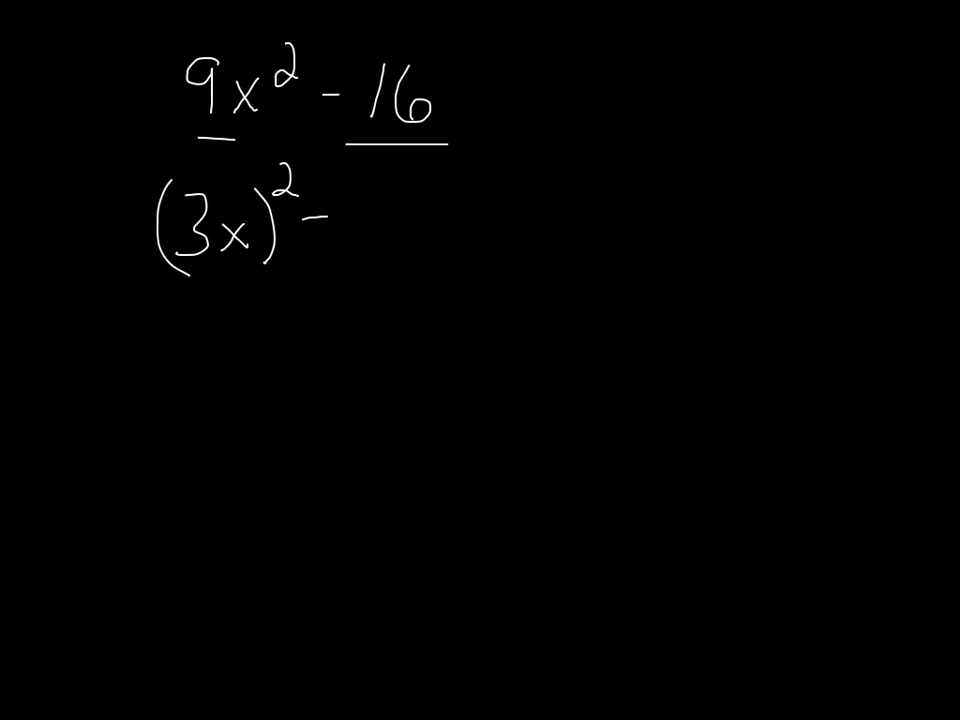 9x² - 16
(3x)² -